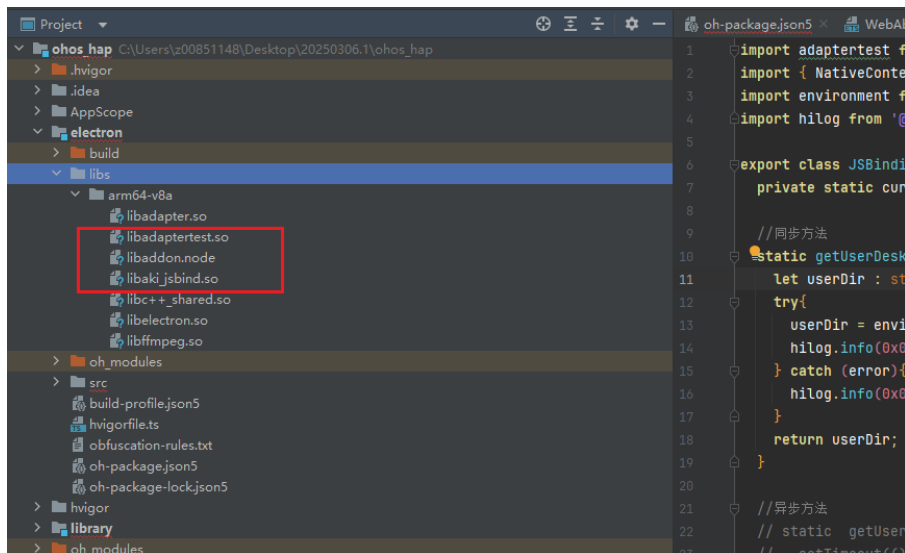 Project
ohos_hap C:\Users\z00851148\Desktop\20250306.1\ohos_hap
.hvigor
.idea
AppScope
electron
build
libs
arm64-v8a
libadapter.so
libadaptertest.so
libaddon.node
libaki_jsbind.so
libc++_shared.so
libelectron.so
libffmpeg.so
oh_modules
src
build-profile.json5
hvigorfile.ts
obfuscation-rules.txt
oh-package.json5
oh-package-lock.json5
hvigor
library
oh_modules
oh-package.json5 WebAb
1 import adaptertest f
2 import { NativeConte
3 import environment f
4 import hilog from '@
5
6 export class JSBindi
7 private static cur
8
9 //同步方法
10 static getUserDesk
11 let userDir : st
12 try{
13 userDir = envi
14 hilog.info(0x0
15 } catch (error){
16 hilog.info(0x0
17 }
18 return userDir;
19 }
20
21 //异步方法
22 // static getUser